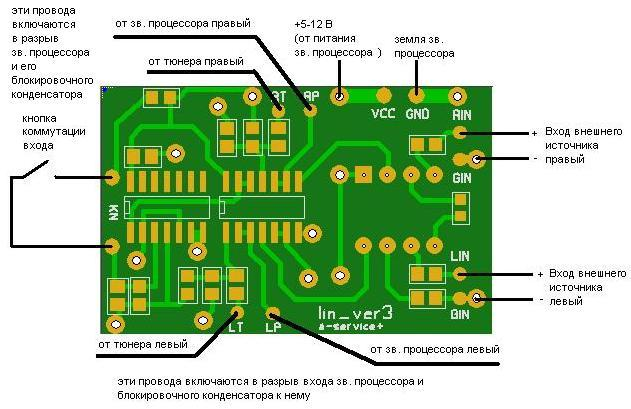 эти провода
включаются
в разрыв
зв. процессора
и его
блокировочного
конденсатора
от зв. процессора правый
+5-12 В
(от питания
зв. процессора )
земля зв.
процессора
от тюнера правый
кнопка
коммутации
входа
RT
RP
VCC
GND
RIN
+ Вход внешнего
источника
- правый
GIN
KN
LIN
+ Вход внешнего
источника
- левый
GIN
lin_ver3
a-service+
LT
LP
от тюнера левый
от зв. процессора левый
эти провода включаются в разрыв входа зв. процессора и
блокировочного конденсатора к нему